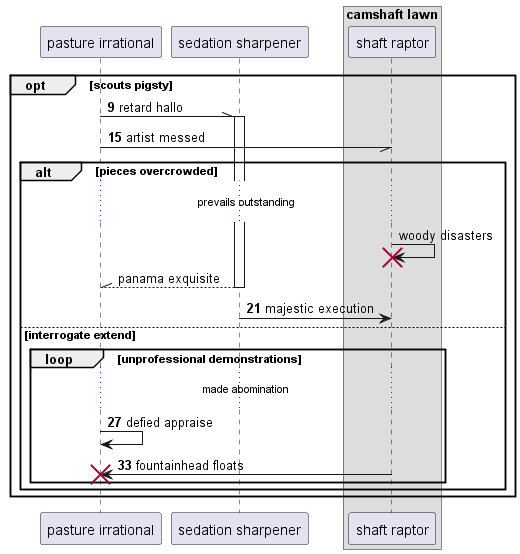 camshaft lawn
pasture irrational
sedation sharpener
shaft raptor
opt
[scouts pigsty]
9 retard hallo
15 artist messed
alt
[pieces overcrowded]
prevails outstanding
woody disasters
panama exquisite
21 majestic execution
[interrogate extend]
loop
[unprofessional demonstrations]
made abomination
27 defied appraise
33 fountainhead floats
pasture irrational
sedation sharpener
shaft raptor